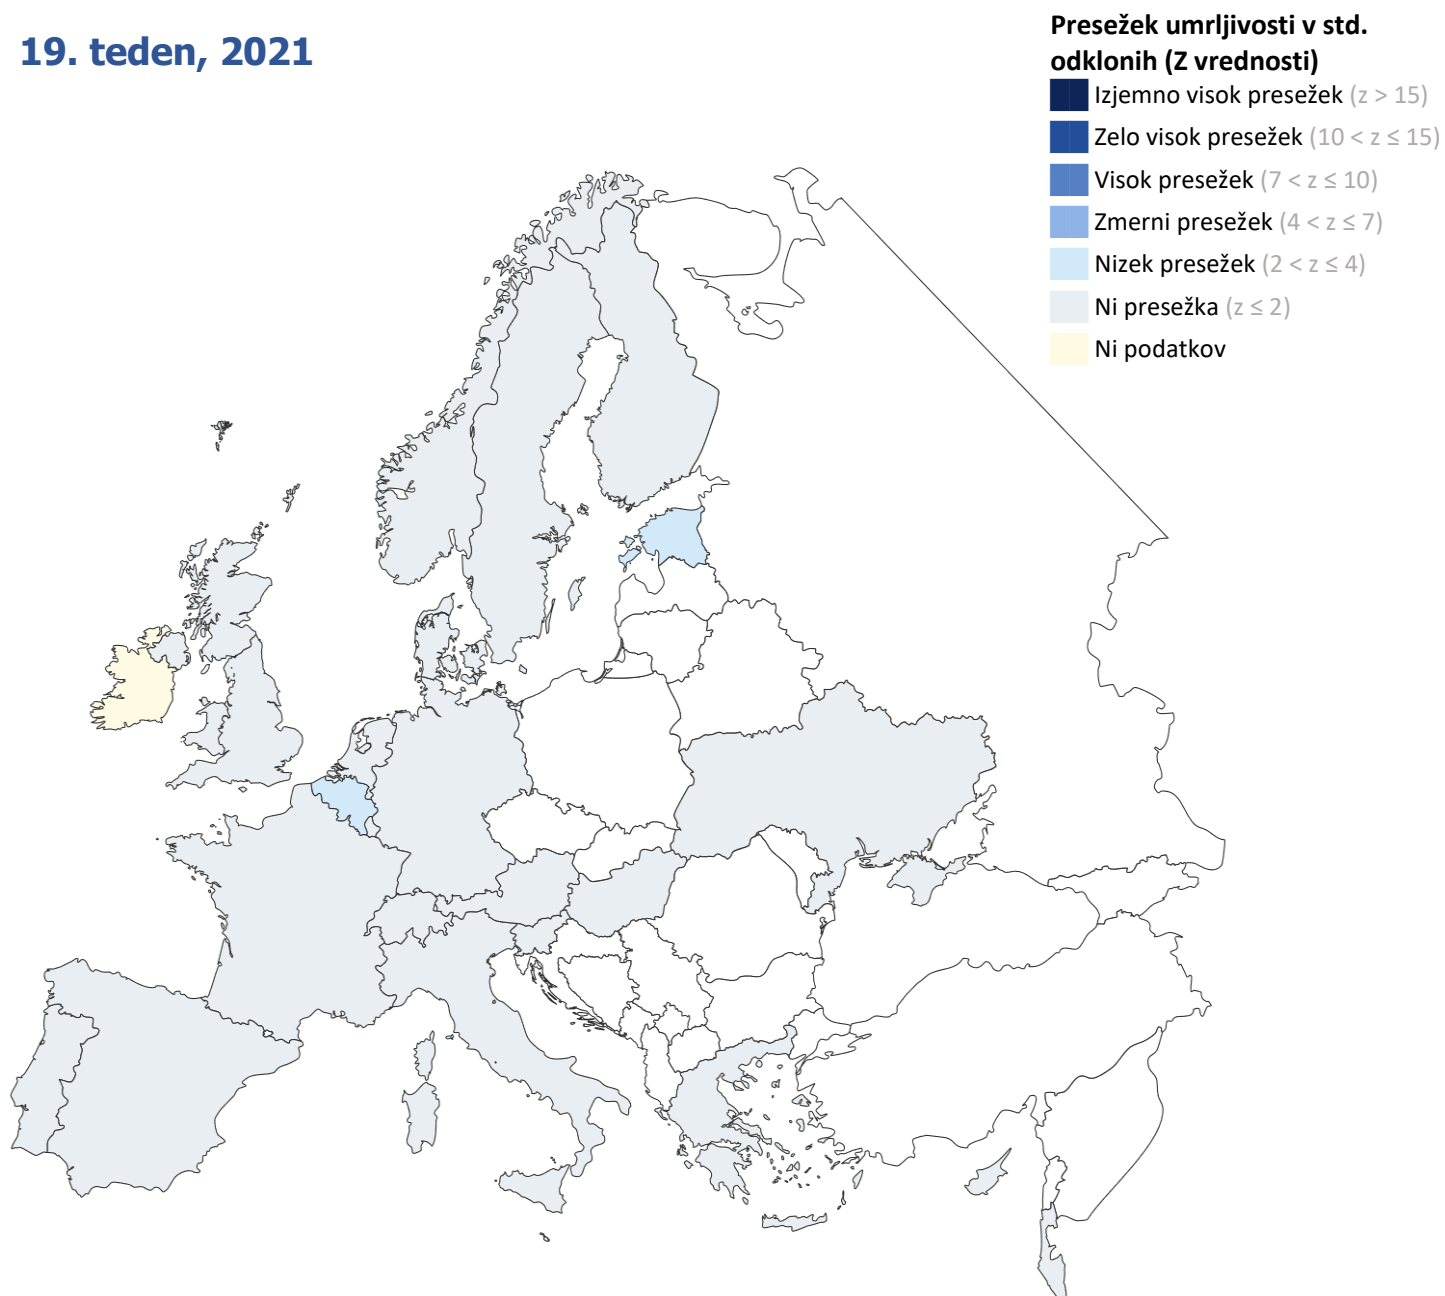 19. teden, 2021
Presežek umrljivosti v std.
odklonih (Z vrednosti)
Izjemno visok presežek (z > 15)
Zelo visok presežek (10 < z ≤ 15)
Visok presežek (7 < z ≤ 10)
Zmerni presežek (4 < z ≤ 7)
Nizek presežek (2 < z ≤ 4)
Ni presežka (z ≤ 2)
Ni podatkov